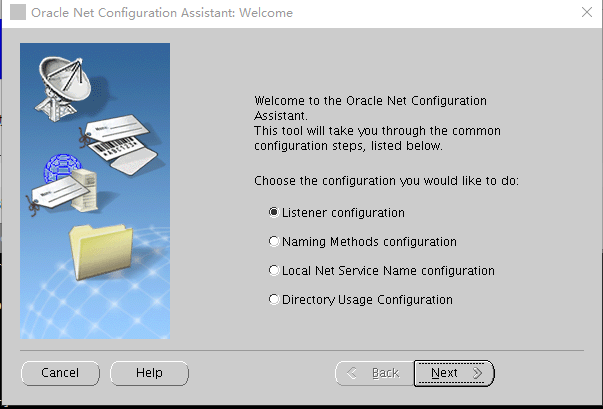 Oracle Net Configuration Assistant: Welcome
Welcome to the Oracle Net Configuration
Assistant.
This tool will take you through the common
configuration steps, listed below.
Choose the configuration you would like to do:
Listener configuration
Naming Methods configuration
Local Net Service Name configuration
Directory Usage Configuration
Cancel
Help
Back
Next